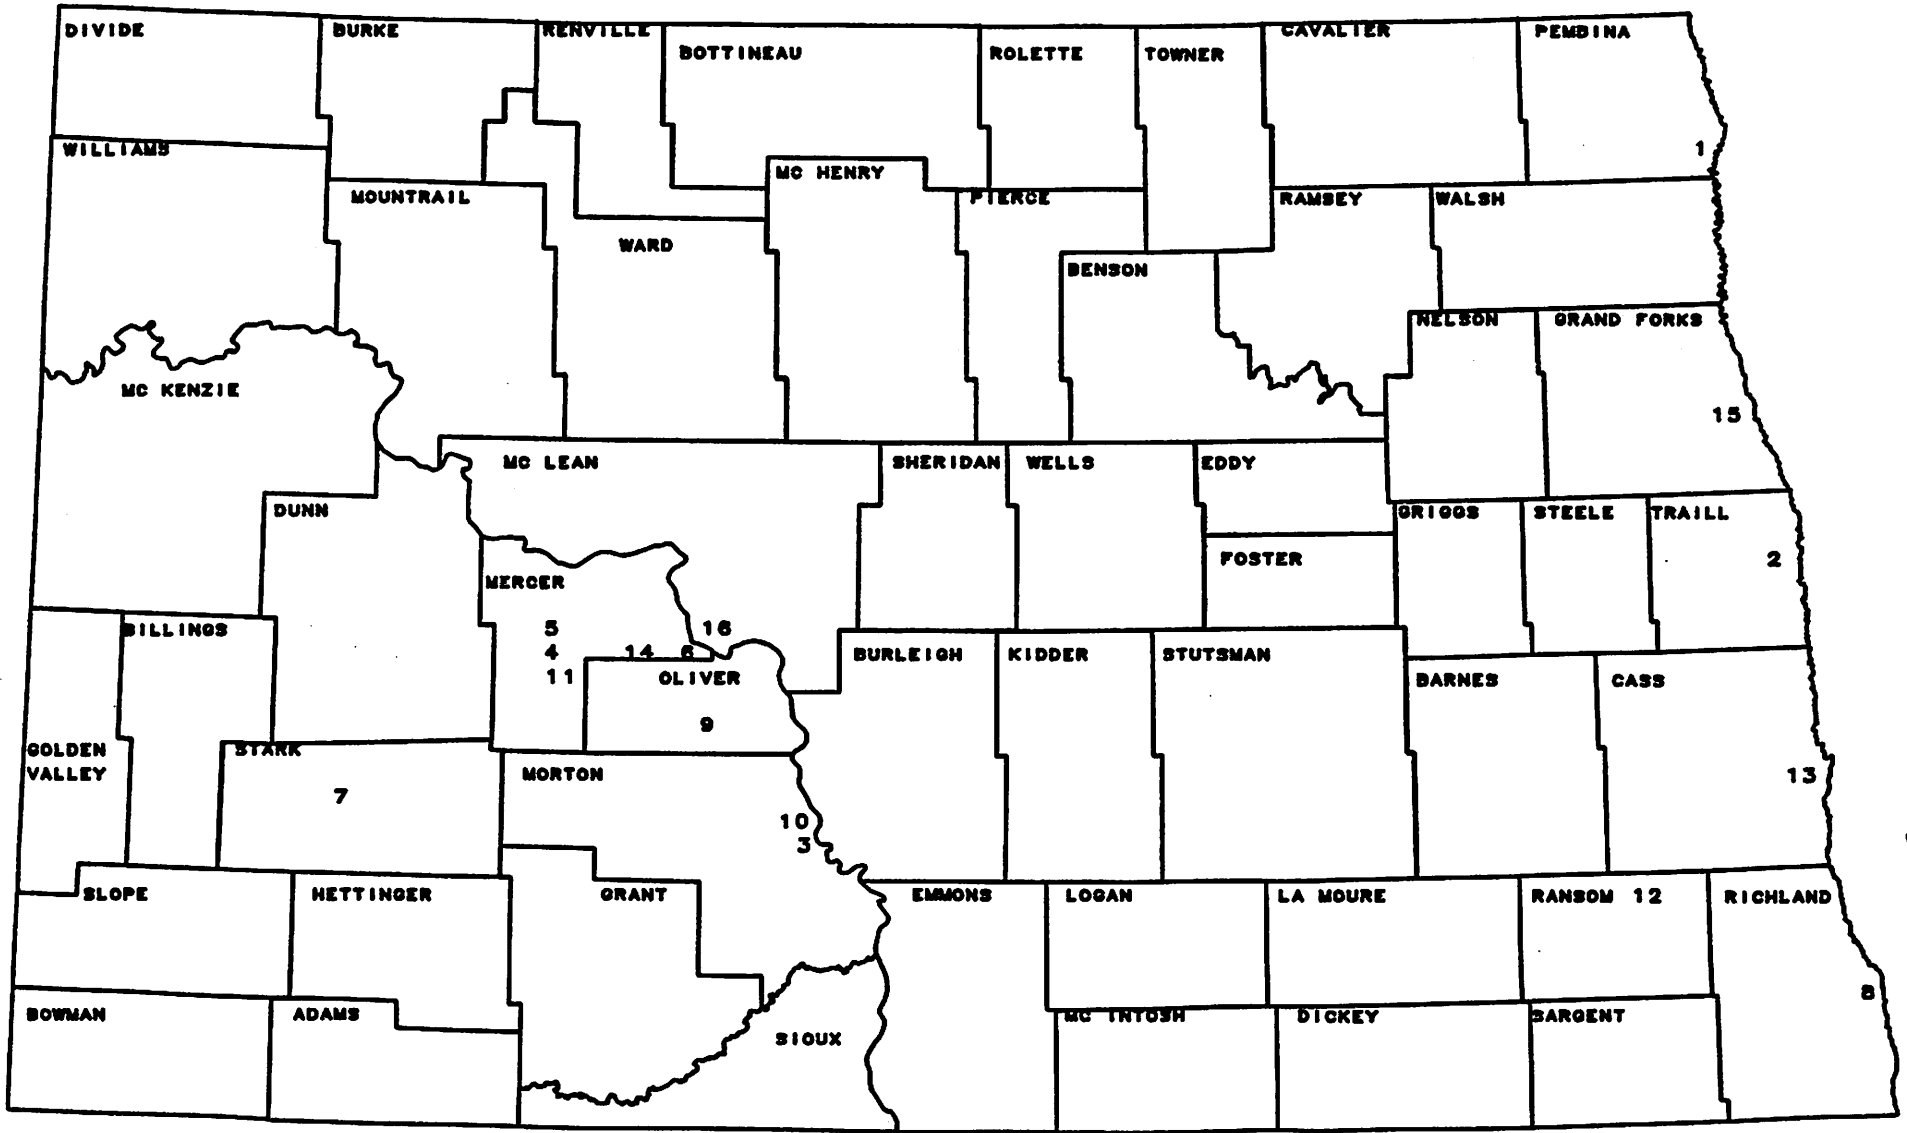 DIVIDE BURKE RENVILLE CAVALIER PEMBINA
BOTTINEAU ROLETTE TOWNER
WILLIAMS 1
MC HENRY
MOUNTRAIL PIERCE RAMSEY WALSH
WARD
BENSON
NELSON GRAND FORKS
MC KENZIE
15
MC LEAN SHERIDAN WELLS EDDY
DUNN GRIGGS STEELE TRAILL
FOSTER 2
MERCER
BILLINGS 5 16
4 14 6 BURLEIGH KIDDER STUTSMAN
11 OLIVER BARNES CASS
9
GOLDEN STARK
VALLEY MORTON 13
7
10
3
SLOPE HETTINGER GRANT EMMONS LOGAN LA MOURE RANSOM 12 RICHLAND
8
BOWMAN ADAMS MC INTOSH DICKEY SARGENT
SIOUX